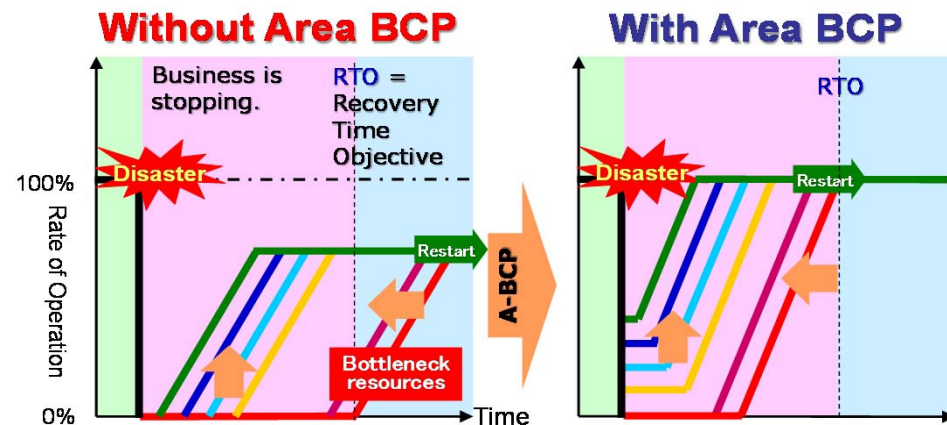 Without Area BCP
With Area BCP
Business is
stopping.
RTO =
Recovery
Time
Objective
RTO
Disaster
Disaster
100%
Restart
Restart
Rate of Operation
A-BCP
Bottleneck
resources
0%
Time